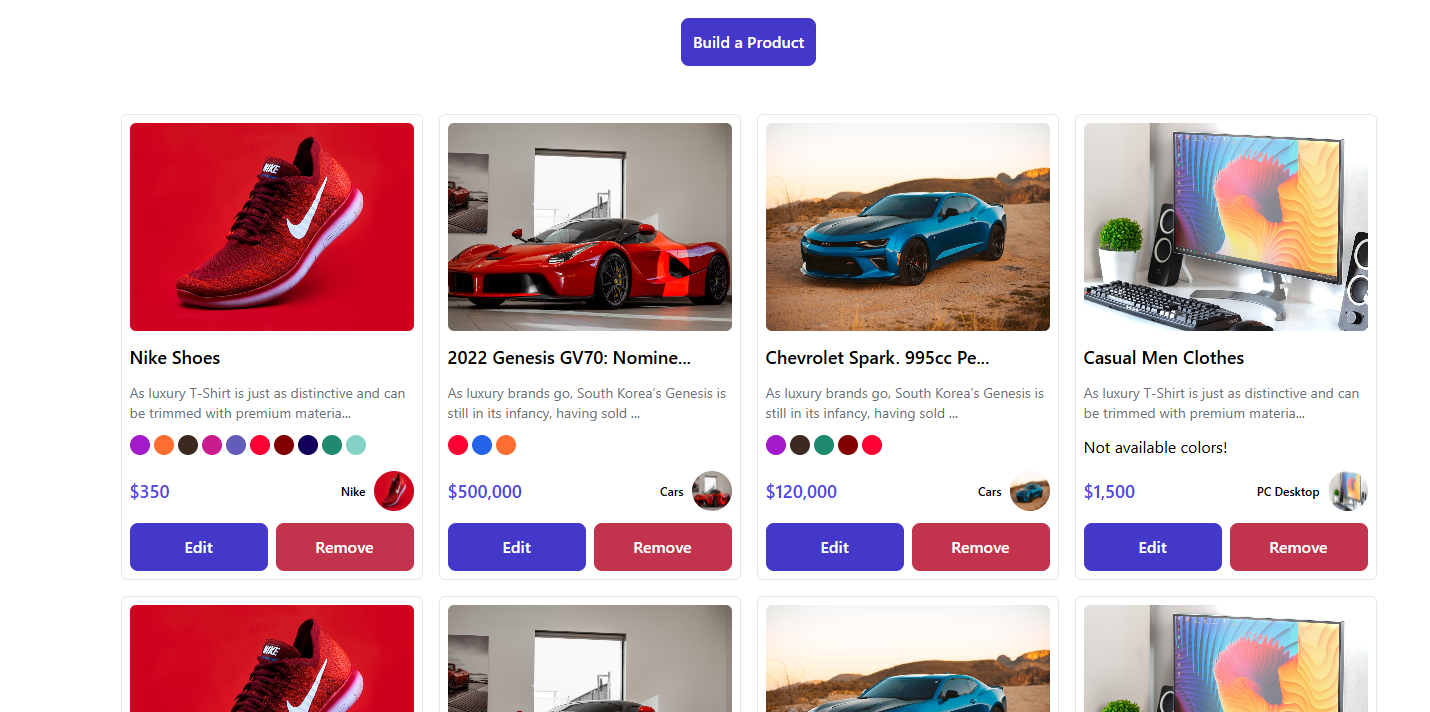 Build a Product
NIKE
Nike Shoes
As luxury T-Shirt is just as distinctive and can
be trimmed with premium materia...
$350
Nike
Edit
Remove
2022 Genesis GV70: Nomine...
As luxury brands go, South Korea’s Genesis is
still in its infancy, having sold ...
$500,000
Cars
Edit
Remove
Chevrolet Spark. 995cc Pe...
As luxury brands go, South Korea’s Genesis is
still in its infancy, having sold ...
$120,000
Cars
Edit
Remove
Casual Men Clothes
As luxury T-Shirt is just as distinctive and can
be trimmed with premium materia...
Not available colors!
$1,500
PC Desktop
Edit
Remove
NIKE